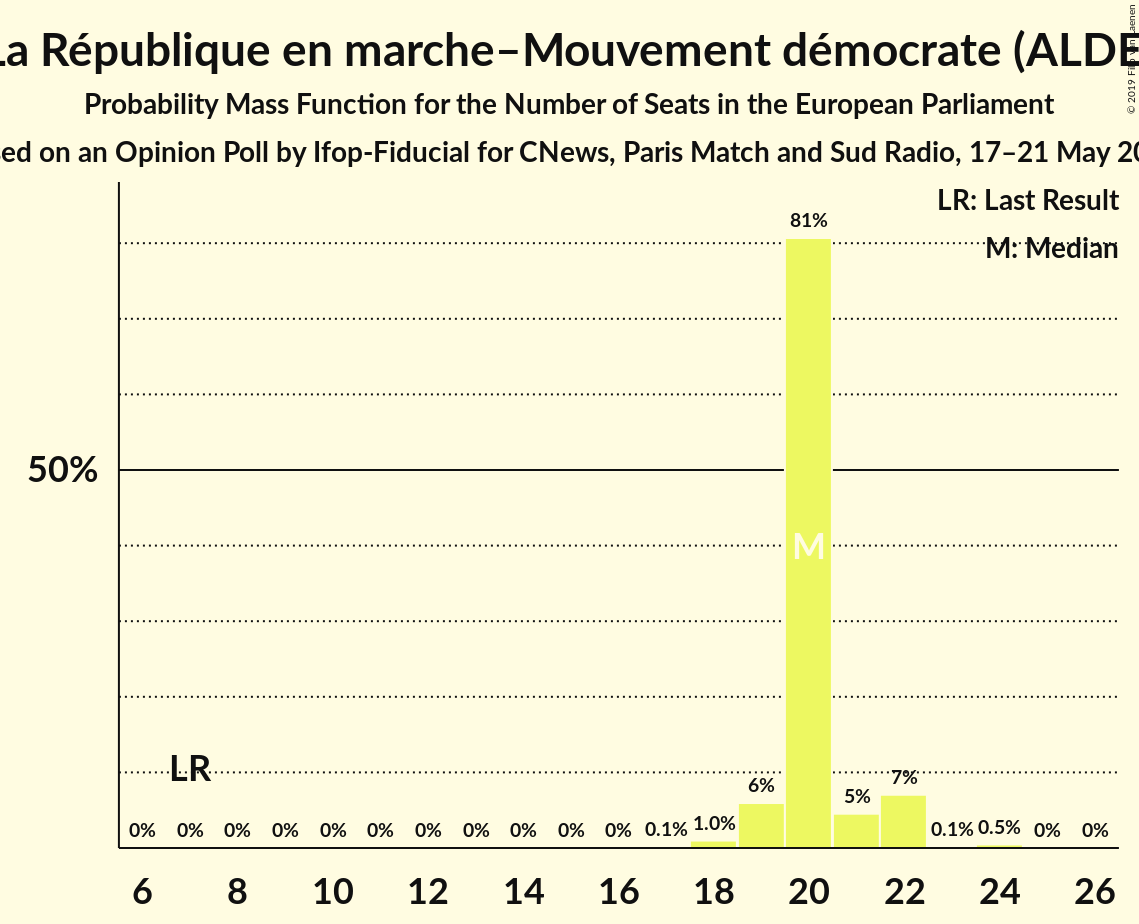 La République en marche–Mouvement démocrate (ALDE
Probability Mass Function for the Number of Seats in the European Parliament
sed on an Opinion Poll by Ifop-Fiducial for CNews, Paris Match and Sud Radio, 17–21 May 20
© 2019
LR: Last Result
M: Median
81%
50%
M
LR
0% 0% 0% 0% 0% 0% 0% 0% 0% 0% 0% 0.1% 1.0% 6% 5% 7% 0.1% 0.5% 0% 0%
6 8 10 12 14 16 18 20 22 24 26